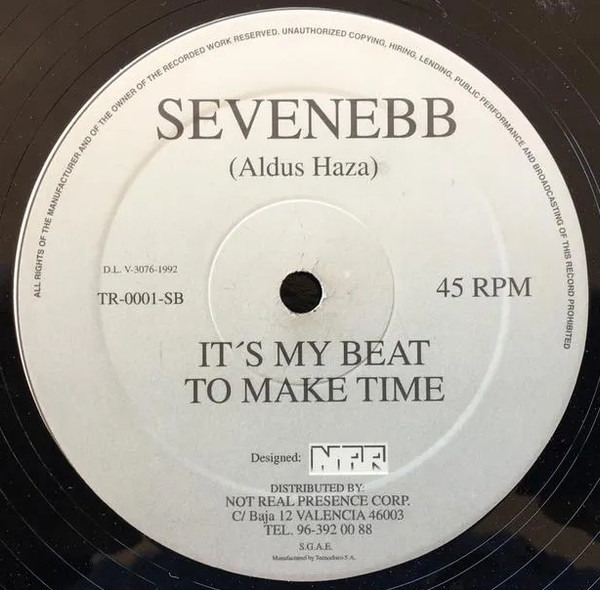 ALL RIGHTS OF THE MANUFACTURER AND OF THE OWNER OF THE RECORDED WORK RESERVED. UNAUTHORIZED COPYING, HIRING, LENDING, PUBLIC PERFORMANCE AND BROADCASTING OF THIS RECORD PROHIBITED
SEVENEBB
(Aldus Haza)
D.L. V-3076-1992
TR-0001-SB
45 RPM
IT´S MY BEAT
TO MAKE TIME
Designed:
DISTRIBUTED BY:
NOT REAL PRESENCE CORP.
C/ Baja 12 VALENCIA 46003
TEL. 96-392 00 88
S.G.A.E.
Manufactured by Tecnodisco S.A.